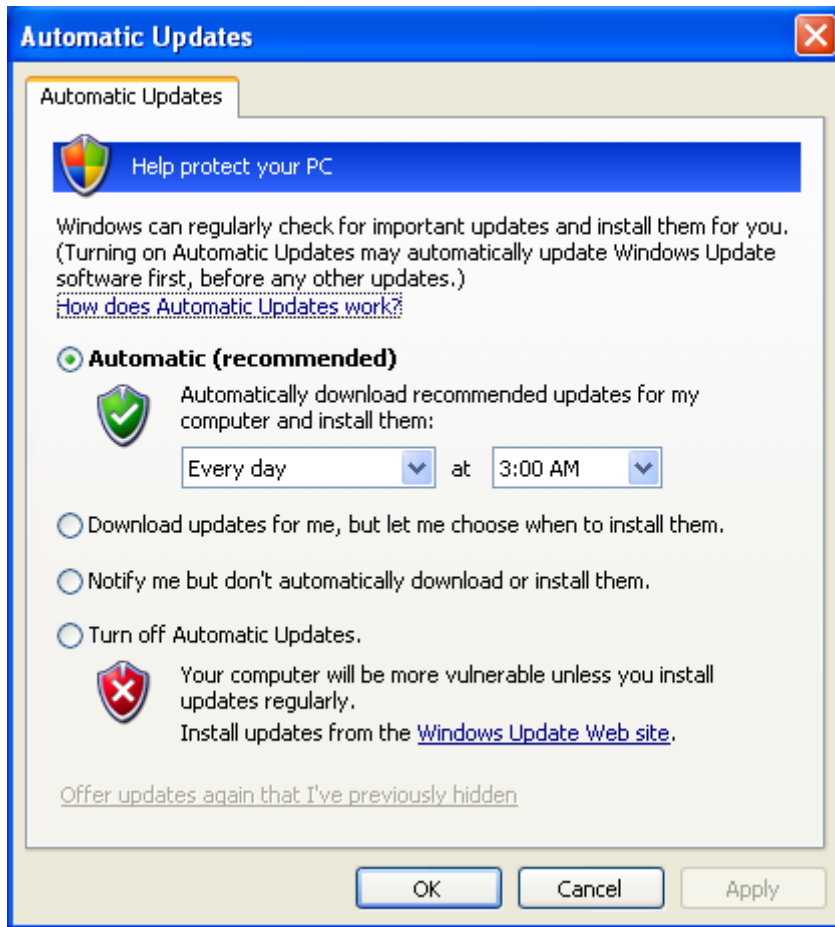 Automatic Updates
Automatic Updates
Help protect your PC
Windows can regularly check for important updates and install them for you.
(Turning on Automatic Updates may automatically update Windows Update
software first, before any other updates.)
How does Automatic Updates work?
Automatic (recommended)
Automatically download recommended updates for my
computer and install them:
Every day at 3:00 AM
Download updates for me, but let me choose when to install them.
Notify me but don't automatically download or install them.
Turn off Automatic Updates.
Your computer will be more vulnerable unless you install
updates regularly.
Install updates from the Windows Update Web site.
Offer updates again that I've previously hidden
OK Cancel Apply